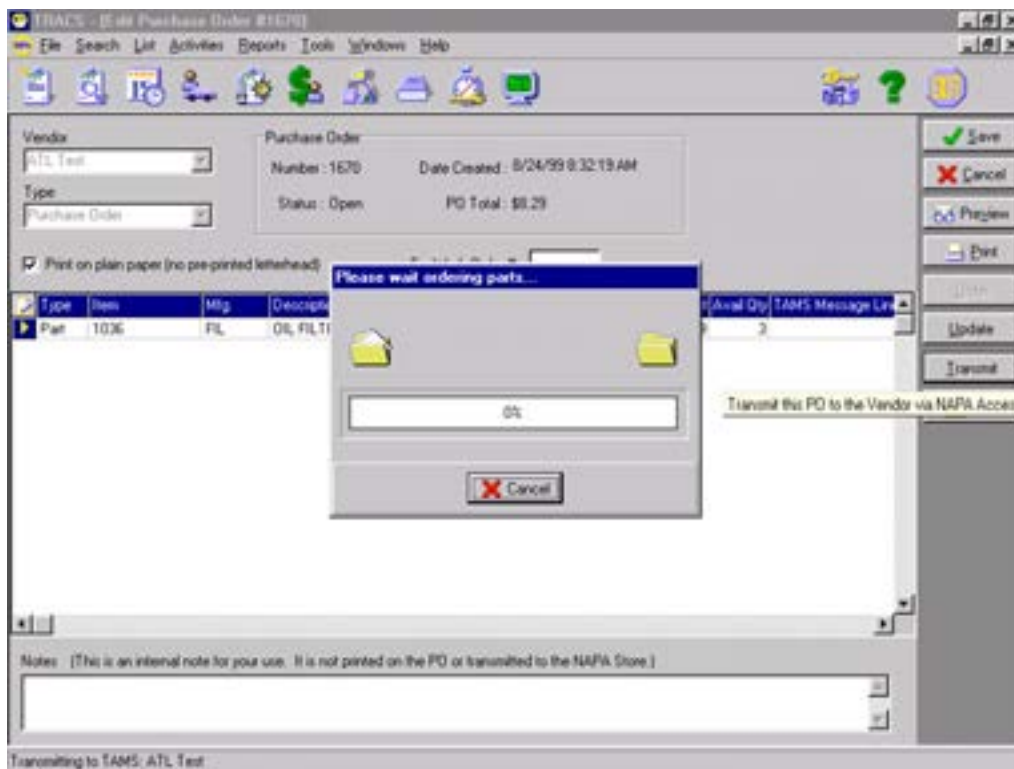 TRACS - [Edit Purchase Order #1670]
File Search List Activities Reports Tools Windows Help
Vendor
ATL Test
Type
Purchase Order
Purchase Order
Number : 1670 Date Created : 8/24/99 8:32:19 AM
Status : Open PO Total : $8.29
Print on plain paper (no pre-printed letterhead)
Please wait ordering parts...
0%
Cancel
Type Item Mfg. Descripti Avail Qty TAMS Message Lin
Part 1036 FIL OIL FILT 3
Save
Cancel
Preview
Print
Update
Transmit
Transmit this PO to the Vendor via NAPA Acces
Notes (This is an internal note for your use. It is not printed on the PO or transmitted to the NAPA Store.)
Transmitting to TAMS: ATL Test